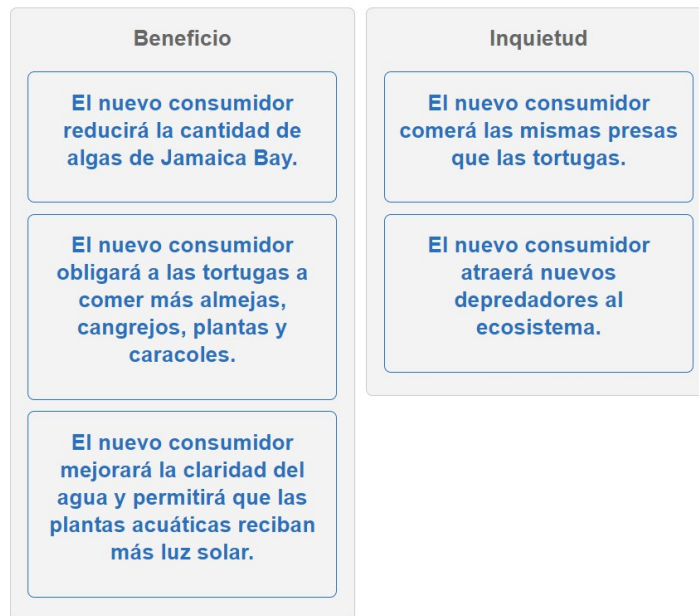 Beneficio
El nuevo consumidor
reducirá la cantidad de
algas de Jamaica Bay.
El nuevo consumidor
obligará a las tortugas a
comer más almejas,
cangrejos, plantas y
caracoles.
El nuevo consumidor
mejorará la claridad del
agua y permitirá que las
plantas acuáticas reciban
más luz solar.
Inquietud
El nuevo consumidor
comerá las mismas presas
que las tortugas.
El nuevo consumidor
atraerá nuevos
depredadores al
ecosistema.